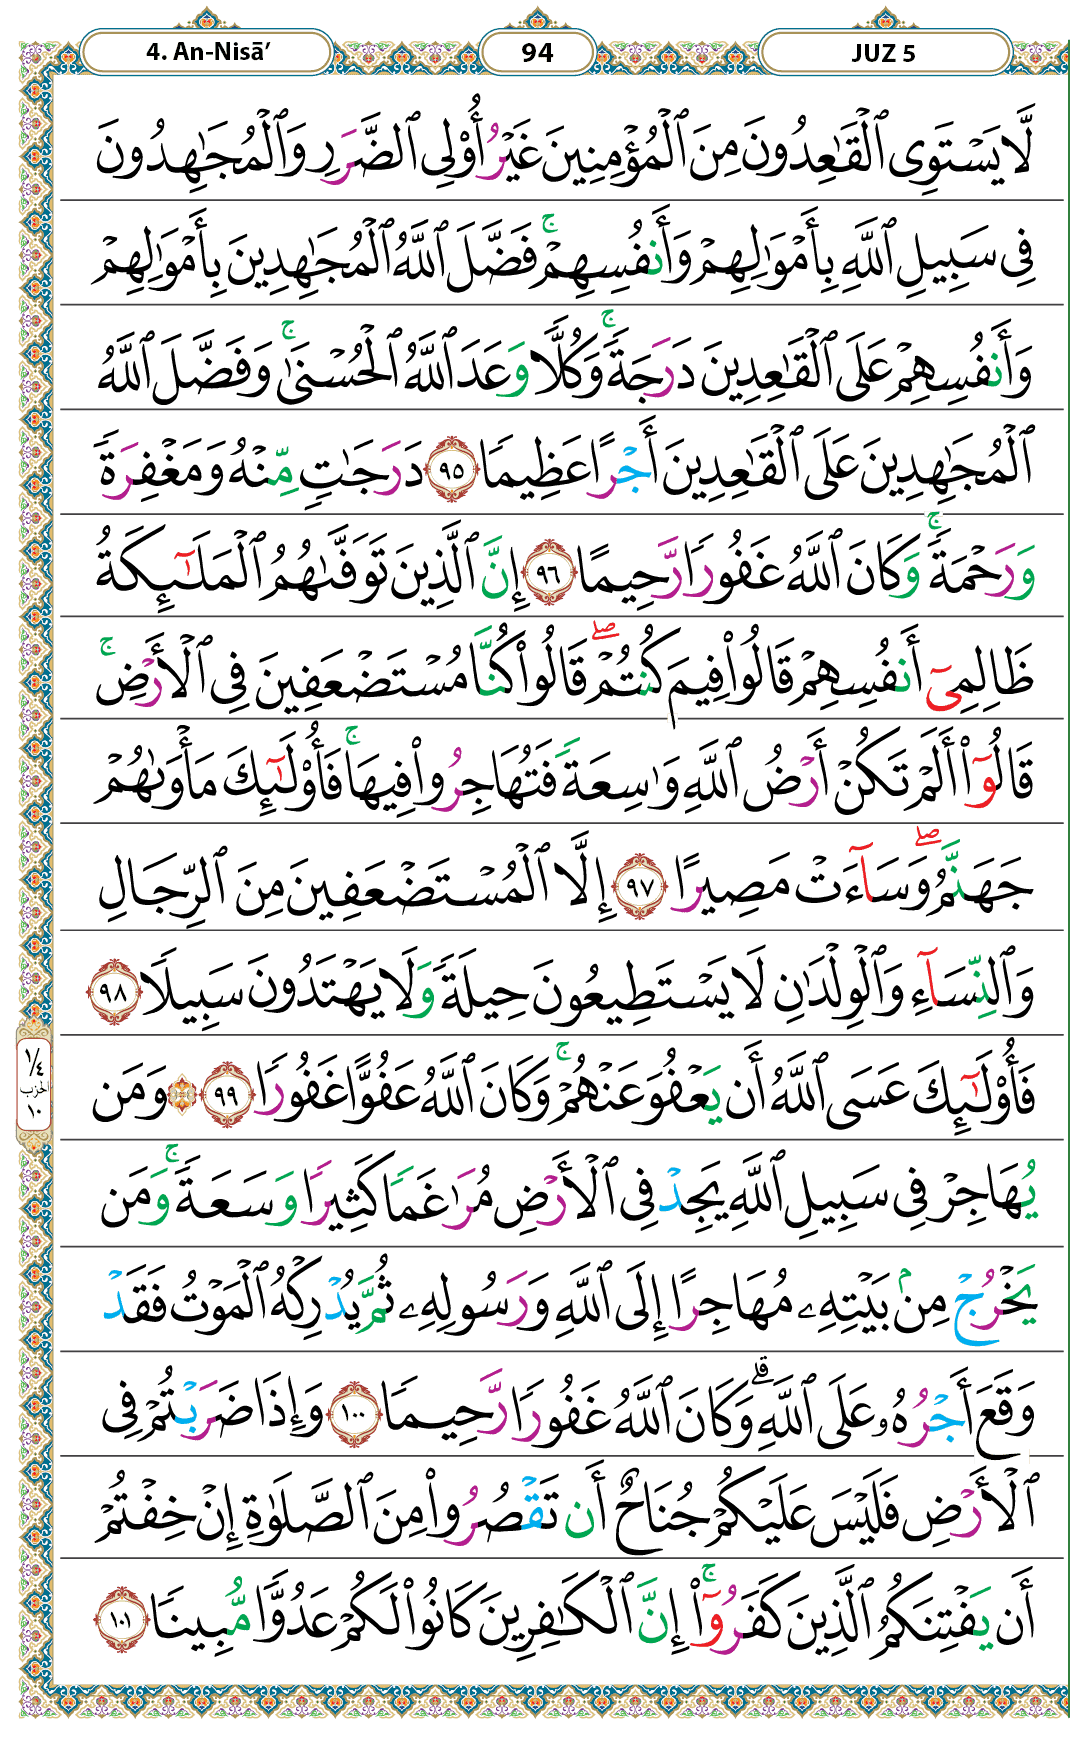 4. An-Nisā’
94
JUZ 5
لَّا يَسْتَوِى ٱلْقَـٰعِدُونَ مِنَ ٱلْمُؤْمِنِينَ غَيْرُ أُو۟لِى ٱلضَّرَرِ وَٱلْمُجَـٰهِدُونَ
فِى سَبِيلِ ٱللَّهِ بِأَمْوَٰلِهِمْ وَأَنفُسِهِمْ ۚ فَضَّلَ ٱللَّهُ ٱلْمُجَـٰهِدِينَ بِأَمْوَٰلِهِمْ
وَأَنفُسِهِمْ عَلَى ٱلْقَـٰعِدِينَ دَرَجَةً ۚ وَكُلًّا وَعَدَ ٱللَّهُ ٱلْحُسْنَىٰ ۚ وَفَضَّلَ ٱللَّهُ
ٱلْمُجَـٰهِدِينَ عَلَى ٱلْقَـٰعِدِينَ أَجْرًا عَظِيمًا ٩٥ دَرَجَـٰتٍ مِّنْهُ وَمَغْفِرَةً
وَرَحْمَةً ۚ وَكَانَ ٱللَّهُ غَفُورًا رَّحِيمًا ٩٦ إِنَّ ٱلَّذِينَ تَوَفَّىٰهُمُ ٱلْمَلَـٰٓئِكَةُ
ظَالِمِىٓ أَنفُسِهِمْ قَالُوا۟ فِيمَ كُنتُمْ ۖ قَالُوا۟ كُنَّا مُسْتَضْعَفِينَ فِى ٱلْأَرْضِ ۚ
قَالُوٓا۟ أَلَمْ تَكُنْ أَرْضُ ٱللَّهِ وَٰسِعَةً فَتُهَاجِرُوا۟ فِيهَا ۚ فَأُو۟لَـٰٓئِكَ مَأْوَىٰهُمْ
جَهَنَّمُ ۖ وَسَآءَتْ مَصِيرًا ٩٧ إِلَّا ٱلْمُسْتَضْعَفِينَ مِنَ ٱلرِّجَالِ
وَٱلنِّسَآءِ وَٱلْوِلْدَٰنِ لَا يَسْتَطِيعُونَ حِيلَةً وَلَا يَهْتَدُونَ سَبِيلًا ٩٨
فَأُو۟لَـٰٓئِكَ عَسَى ٱللَّهُ أَن يَعْفُوَ عَنْهُمْ ۚ وَكَانَ ٱللَّهُ عَفُوًّا غَفُورًا ٩٩ ۞ وَمَن
١/٤
الحزب
١٠
يُهَاجِرْ فِى سَبِيلِ ٱللَّهِ يَجِدْ فِى ٱلْأَرْضِ مُرَٰغَمًا كَثِيرًا وَسَعَةً ۚ وَمَن
يَخْرُجْ مِنۢ بَيْتِهِۦ مُهَاجِرًا إِلَى ٱللَّهِ وَرَسُولِهِۦ ثُمَّ يُدْرِكْهُ ٱلْمَوْتُ فَقَدْ
وَقَعَ أَجْرُهُۥ عَلَى ٱللَّهِ ۗ وَكَانَ ٱللَّهُ غَفُورًا رَّحِيمًا ١٠٠ وَإِذَا ضَرَبْتُمْ فِى
ٱلْأَرْضِ فَلَيْسَ عَلَيْكُمْ جُنَاحٌ أَن تَقْصُرُوا۟ مِنَ ٱلصَّلَوٰةِ إِنْ خِفْتُمْ
أَن يَفْتِنَكُمُ ٱلَّذِينَ كَفَرُوٓا۟ ۚ إِنَّ ٱلْكَـٰفِرِينَ كَانُوا۟ لَكُمْ عَدُوًّا مُّبِينًا ١٠١